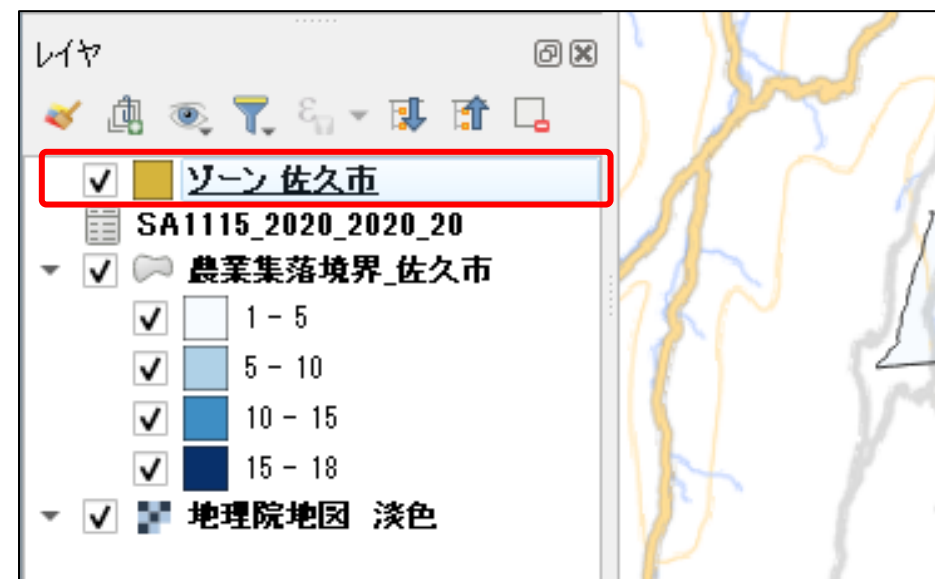 レイヤ
ゾーン 佐久市
SA1115_2020_2020_20
農業集落境界_佐久市
1 - 5
5 - 10
10 - 15
15 - 18
地理院地図 淡色